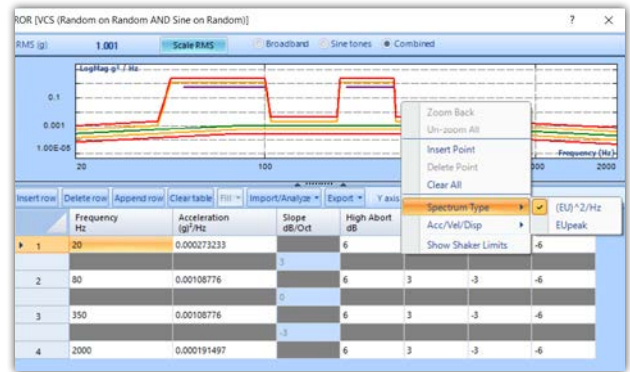 ROR [VCS (Random on Random AND Sine on Random)] ? ×
RMS (g) 1.001 Scale RMS Broadband Sine tones Combined
LogMag g² / Hz
0.1
0.001
1.00E-05
20 100 1000 2000
Frequency (Hz)
Zoom Back
Un-zoom All
Insert Point
Delete Point
Clear All
Spectrum Type
Acc/Vel/Disp
Show Shaker Limits
(EU)^2/Hz
EUpeak
Insert row Delete row Append row Clear table Fill Import/Analyze Export Y axis
Frequency Hz Acceleration (g)²/Hz Slope dB/Oct High Abort dB
1 20 0.000273233 6 -6
3
2 80 0.00108776 6 3 -3 -6
0
3 350 0.00108776 6 3 -3 -6
-3
4 2000 0.000191497 6 3 -3 -6